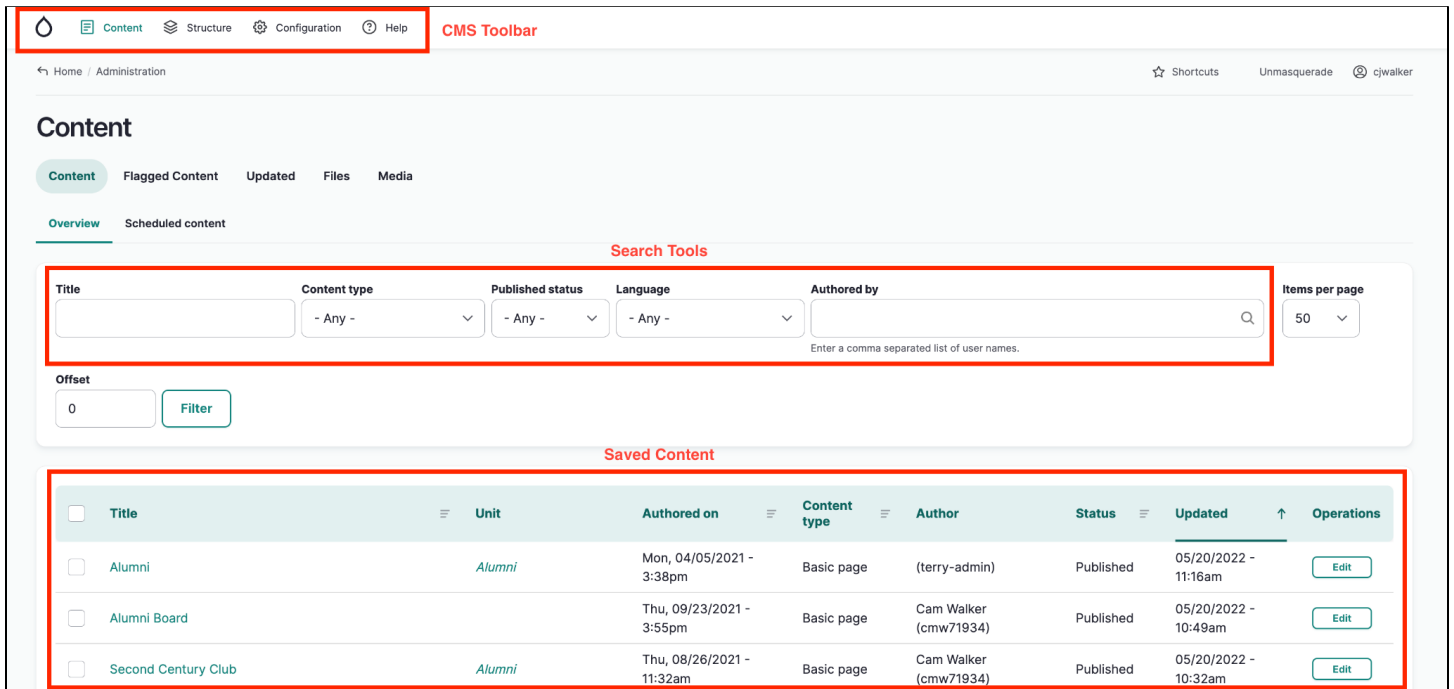 Content Structure Configuration Help CMS Toolbar
Home / Administration Shortcuts Unmasquerade cjwalker
Content
Content Flagged Content Updated Files Media
Overview Scheduled content
Search Tools
Title Content type Published status Language Authored by Items per page
- Any - - Any - - Any - 50
Enter a comma separated list of user names.
Offset
0 Filter
Saved Content
Title Unit Authored on Content type Author Status Updated Operations
Alumni Alumni Mon, 04/05/2021 - 3:38pm Basic page (terry-admin) Published 05/20/2022 - 11:16am Edit
Alumni Board Thu, 09/23/2021 - 3:55pm Basic page Cam Walker (cmw71934) Published 05/20/2022 - 10:49am Edit
Second Century Club Alumni Thu, 08/26/2021 - 11:32am Basic page Cam Walker (cmw71934) Published 05/20/2022 - 10:32am Edit